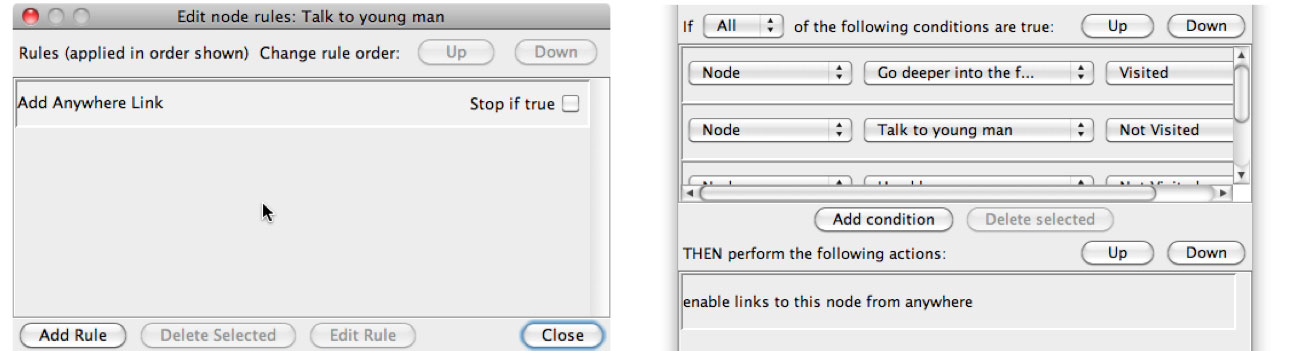 Edit node rules: Talk to young man
Rules (applied in order shown) Change rule order: Up Down
Add Anywhere Link Stop if true
Add Rule Delete Selected Edit Rule Close
If All of the following conditions are true: Up Down
Node Go deeper into the f... Visited
Node Talk to young man Not Visited
Add condition Delete selected
THEN perform the following actions: Up Down
enable links to this node from anywhere